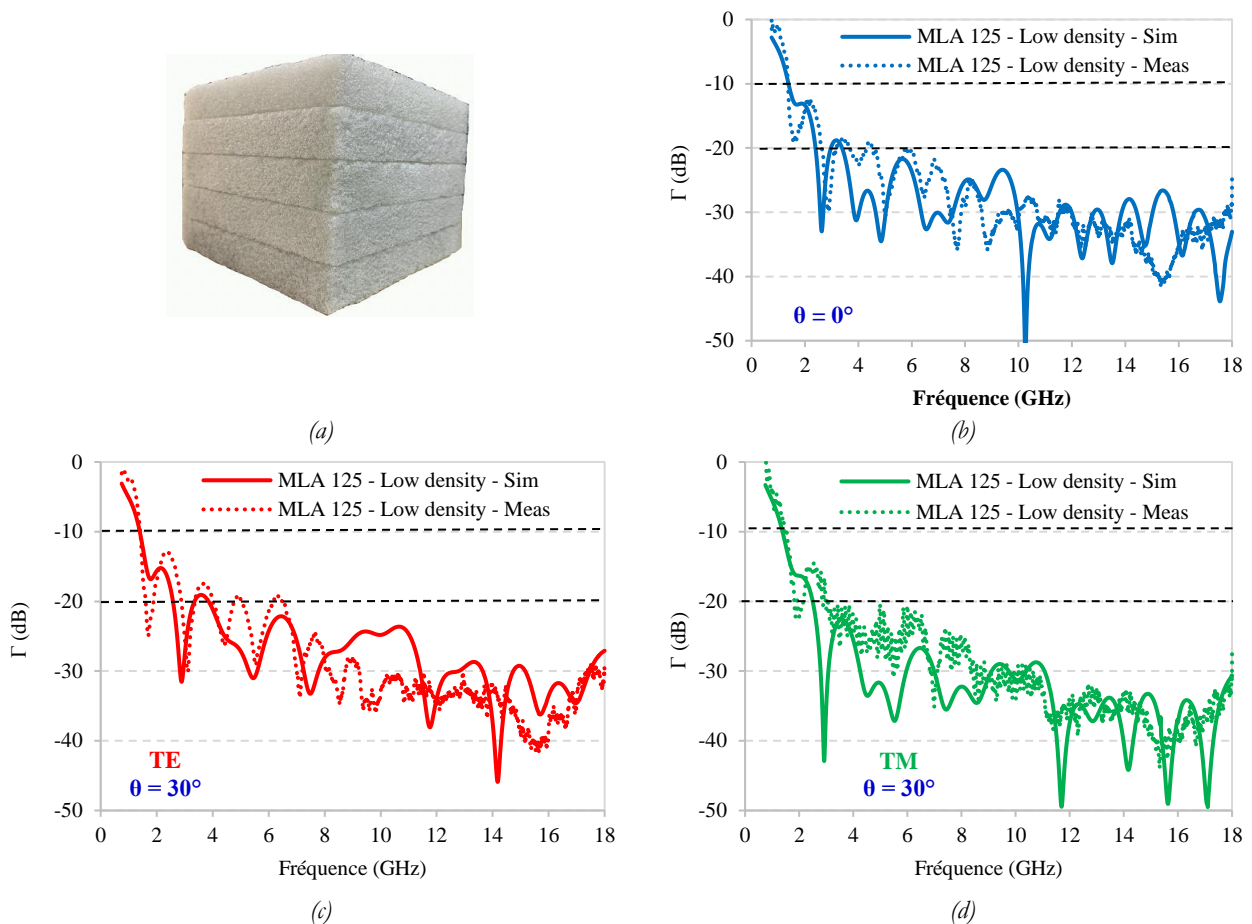 (a)
0
-10
-20
-30
-40
-50
Γ (dB)
MLA 125 - Low density - Sim
MLA 125 - Low density - Meas
θ = 0°
0 2 4 6 8 10 12 14 16 18
Fréquence (GHz)
(b)
0
-10
-20
-30
-40
-50
Γ (dB)
MLA 125 - Low density - Sim
MLA 125 - Low density - Meas
TE
θ = 30°
0 2 4 6 8 10 12 14 16 18
Fréquence (GHz)
(c)
0
-10
-20
-30
-40
-50
Γ (dB)
MLA 125 - Low density - Sim
MLA 125 - Low density - Meas
TM
θ = 30°
0 2 4 6 8 10 12 14 16 18
Fréquence (GHz)
(d)